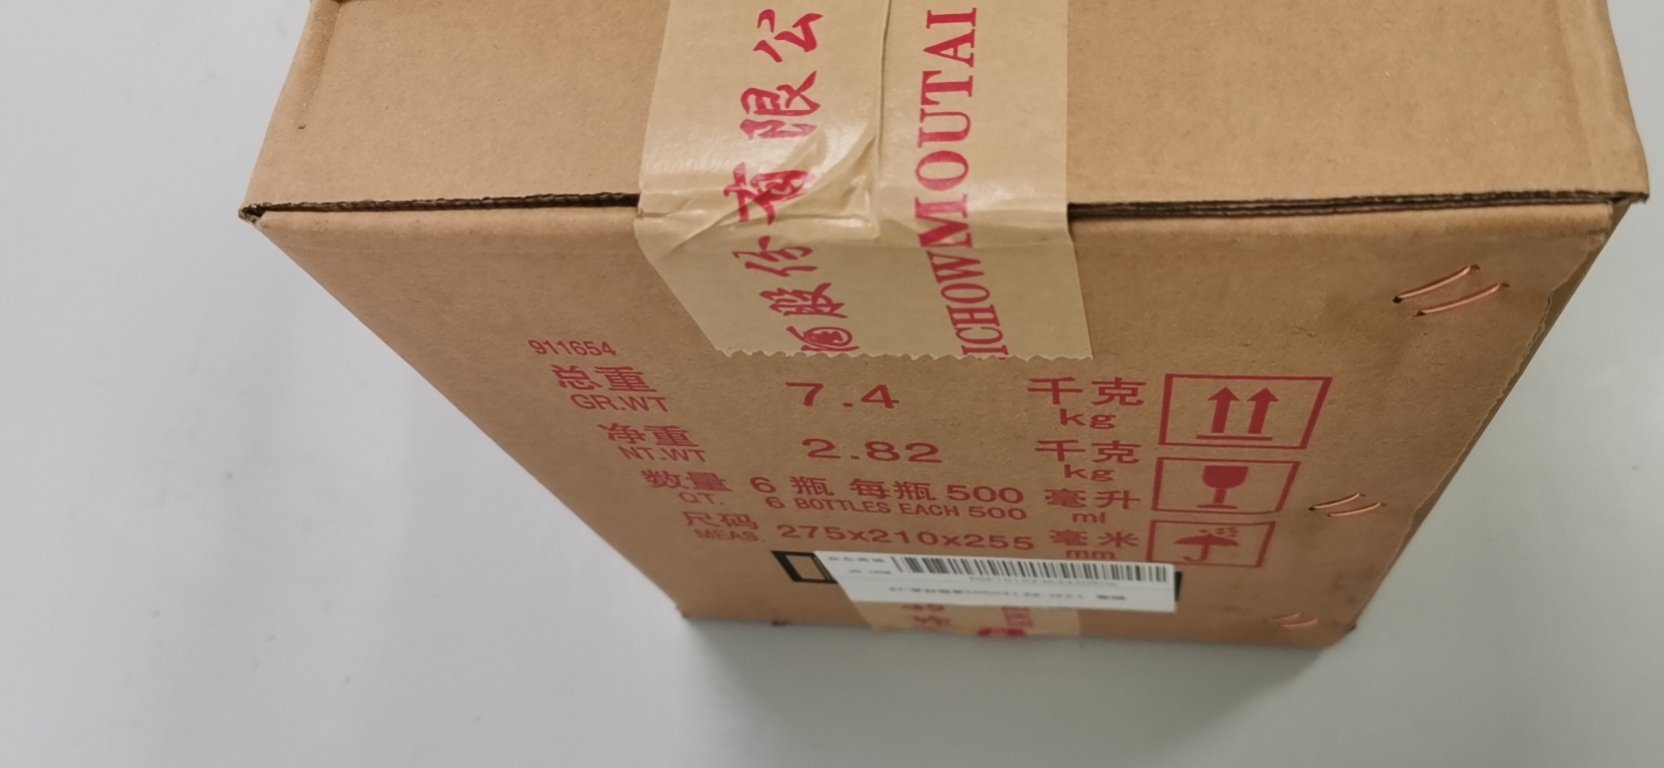 酒股份有限公
ICHOWMOUTAI
911654
总重 7.4 千克
GR.WT kg
净重 2.82 千克
NT.WT kg
数量 6 瓶 每瓶 500 毫升
QT. 6 BOTTLES EACH 500 ml
尺码 275x210x255 毫米
MEAS. mm